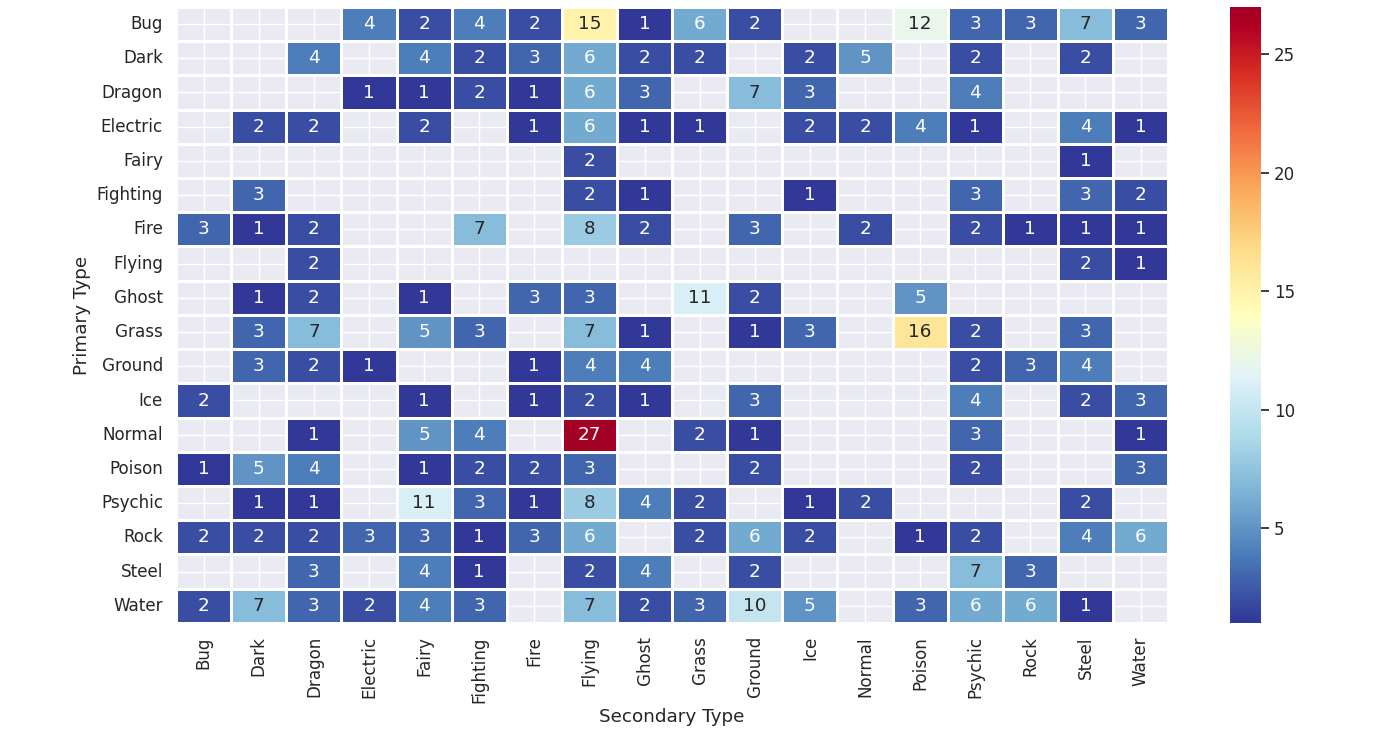 Bug 4 2 4 2 15 1 6 2 12 3 3 7 3
Dark 4 4 2 3 6 2 2 2 5 2 2
Dragon 1 1 2 1 6 3 7 3 4
Electric 2 2 2 1 6 1 1 2 2 4 1 4 1
Fairy 2 1
Fighting 3 2 1 1 3 3 2
Fire 3 1 2 7 8 2 3 2 2 1 1 1
Flying 2 2 1
Ghost 1 2 1 3 3 11 2 5
Grass 3 7 5 3 7 1 1 3 16 2 3
Ground 3 2 1 1 4 4 2 3 4
Ice 2 1 1 2 1 3 4 2 3
Normal 1 5 4 27 2 1 3 1
Poison 1 5 4 1 2 2 3 2 2 3
Psychic 1 1 11 3 1 8 4 2 1 2 2
Rock 2 2 2 3 3 1 3 6 2 6 2 1 2 4 6
Steel 3 4 1 2 4 2 7 3
Water 2 7 3 2 4 3 7 2 3 10 5 3 6 6 1
Primary Type
Bug Dark Dragon Electric Fairy Fighting Fire Flying Ghost Grass Ground Ice Normal Poison Psychic Rock Steel Water
Secondary Type
25
20
15
10
5